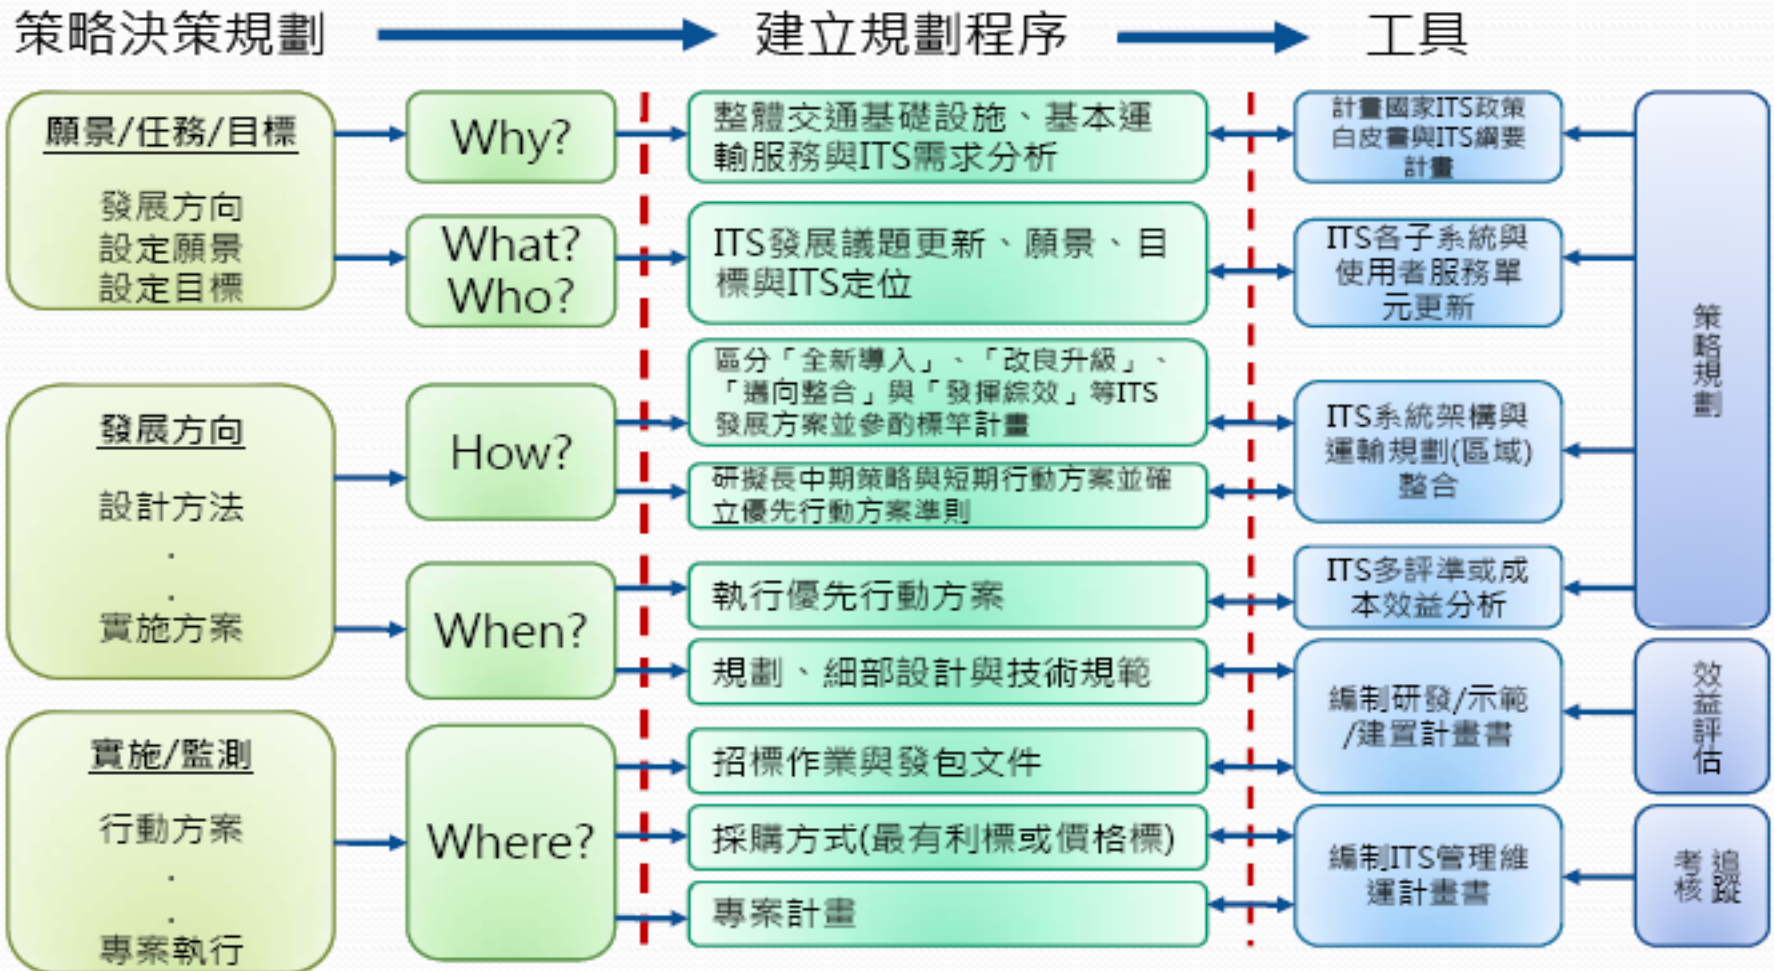 策略決策規劃
建立規劃程序
工具
願景/任務/目標
發展方向
設定願景
設定目標
發展方向
設計方法
.
.
實施方案
實施/監測
行動方案
.
.
專案執行
Why?
What?
Who?
How?
When?
Where?
整體交通基礎設施、基本運
輸服務與ITS需求分析
ITS發展議題更新、願景、目
標與ITS定位
區分「全新導入」、「改良升級」、
「邁向整合」與「發揮綜效」等ITS
發展方案並參酌標竿計畫
研擬長中期策略與短期行動方案並確
立優先行動方案準則
執行優先行動方案
規劃、細部設計與技術規範
招標作業與發包文件
採購方式(最有利標或價格標)
專案計畫
計畫國家ITS政策
白皮書與ITS綱要
計畫
ITS各子系統與
使用者服務單
元更新
ITS系統架構與
運輸規劃(區域)
整合
ITS多評準或成
本效益分析
編制研發/示範
/建置計畫書
編制ITS管理維
運計畫書
策略規劃
效益評估
追蹤
考核